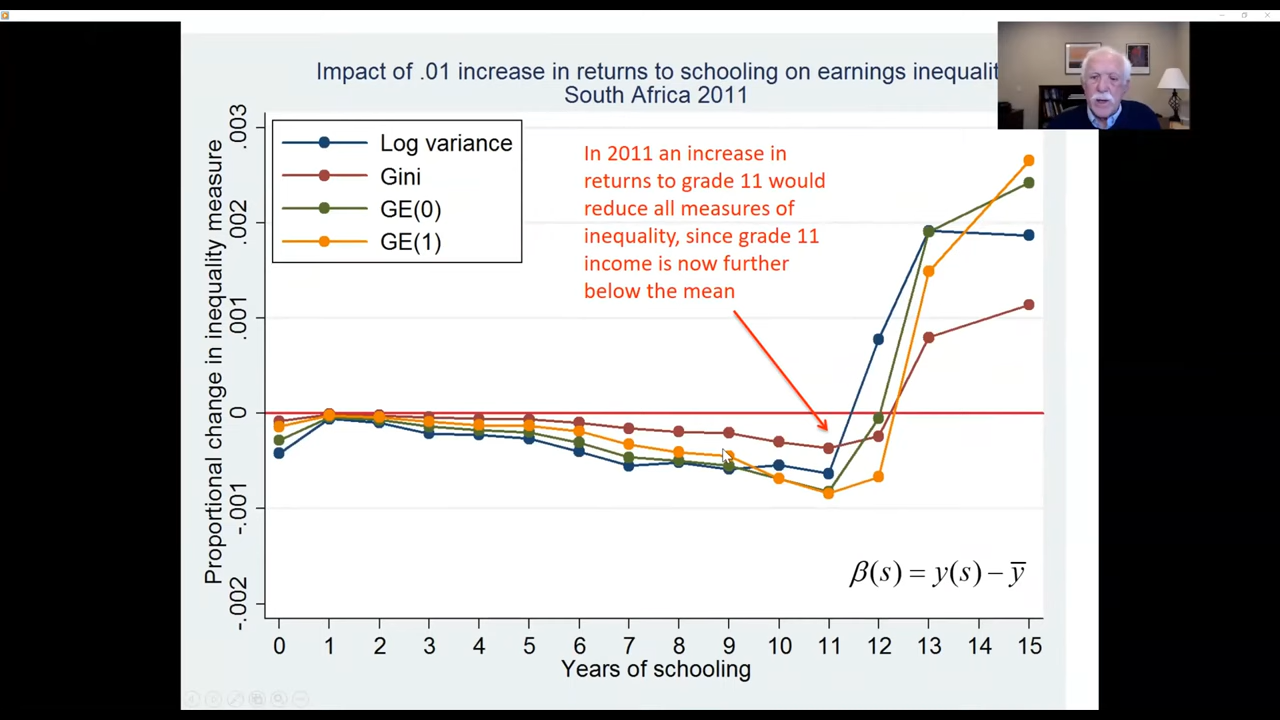 Impact of .01 increase in returns to schooling on earnings inequalit
South Africa 2011
Log variance
Gini
GE(0)
GE(1)
In 2011 an increase in
returns to grade 11 would
reduce all measures of
inequality, since grade 11
income is now further
below the mean
Proportional change in inequality measure
.003
.002
.001
0
-.001
-.002
β(s) = y(s) − y̅
0 1 2 3 4 5 6 7 8 9 10 11 12 13 15
Years of schooling